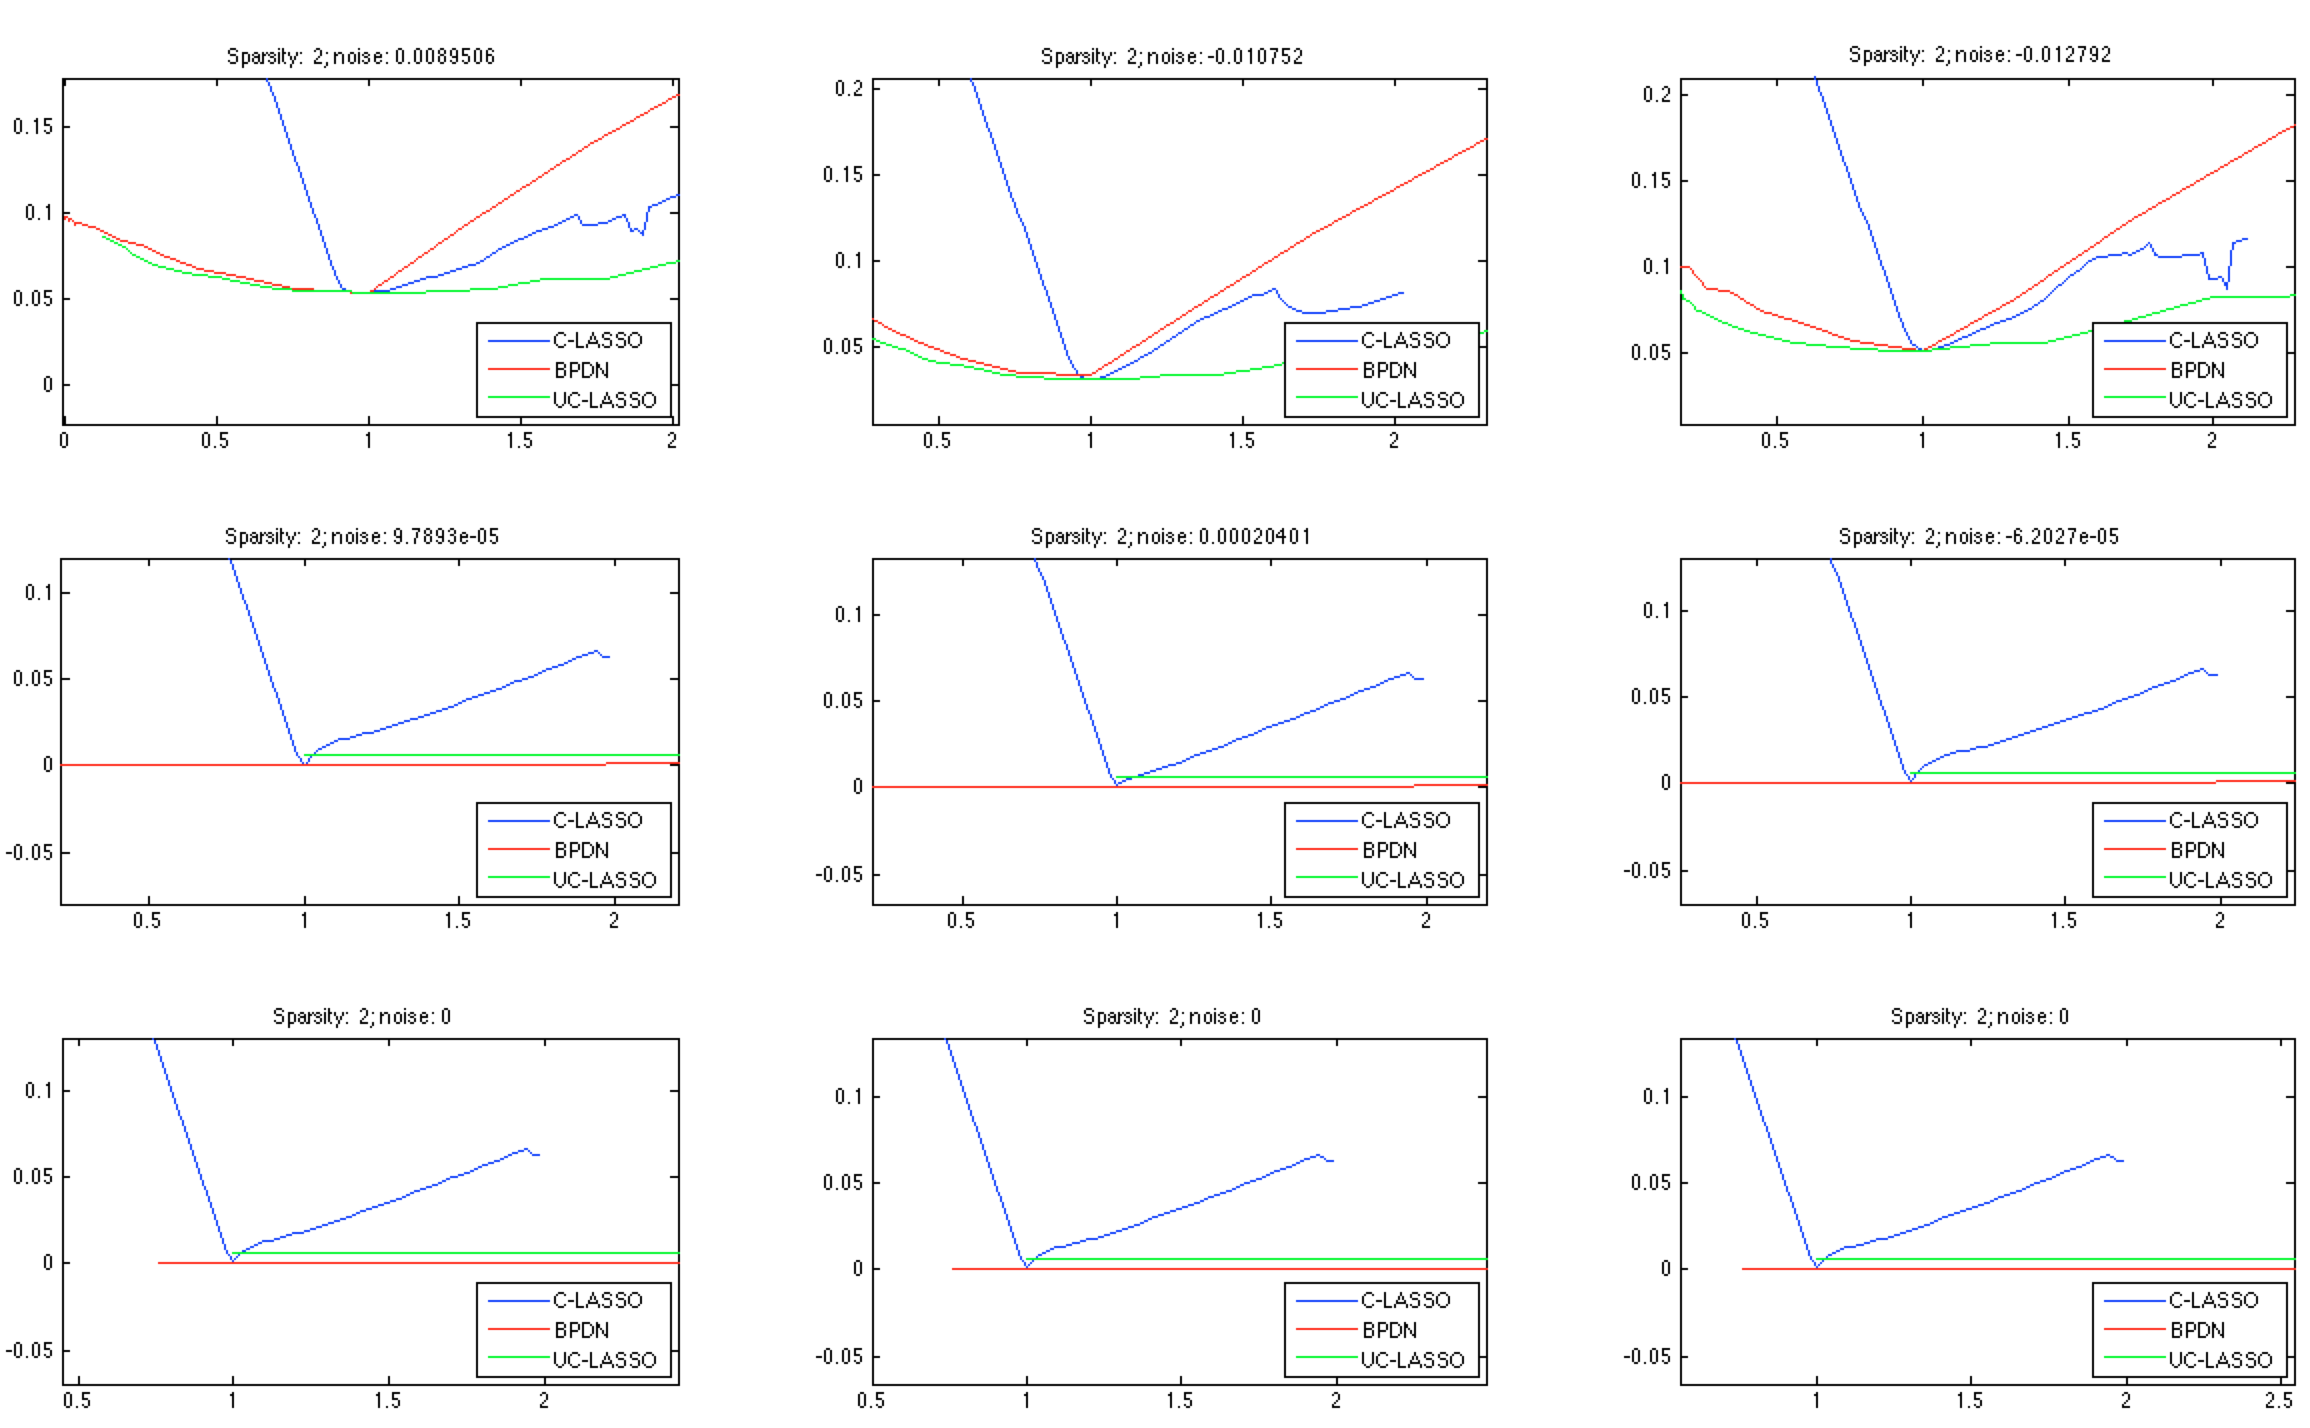 Sparsity: 2; noise: 0.0089506
0.15
0.1
0.05
0
C-LASSO
BPDN
UC-LASSO
0 0.5 1 1.5 2
Sparsity: 2; noise: -0.010752
0.2
0.15
0.1
0.05
C-LASSO
BPDN
UC-LASSO
0.5 1 1.5 2
Sparsity: 2; noise: -0.012792
0.2
0.15
0.1
0.05
C-LASSO
BPDN
UC-LASSO
0.5 1 1.5 2
Sparsity: 2; noise: 9.7893e-05
0.1
0.05
0
-0.05
C-LASSO
BPDN
UC-LASSO
0.5 1 1.5 2
Sparsity: 2; noise: 0.00020401
0.1
0.05
0
-0.05
C-LASSO
BPDN
UC-LASSO
0.5 1 1.5 2
Sparsity: 2; noise: -6.2027e-05
0.1
0.05
0
-0.05
C-LASSO
BPDN
UC-LASSO
0.5 1 1.5 2
Sparsity: 2; noise: 0
0.1
0.05
0
-0.05
C-LASSO
BPDN
UC-LASSO
0.5 1 1.5 2
Sparsity: 2; noise: 0
0.1
0.05
0
-0.05
C-LASSO
BPDN
UC-LASSO
0.5 1 1.5 2
Sparsity: 2; noise: 0
0.1
0.05
0
-0.05
C-LASSO
BPDN
UC-LASSO
1 1.5 2 2.5